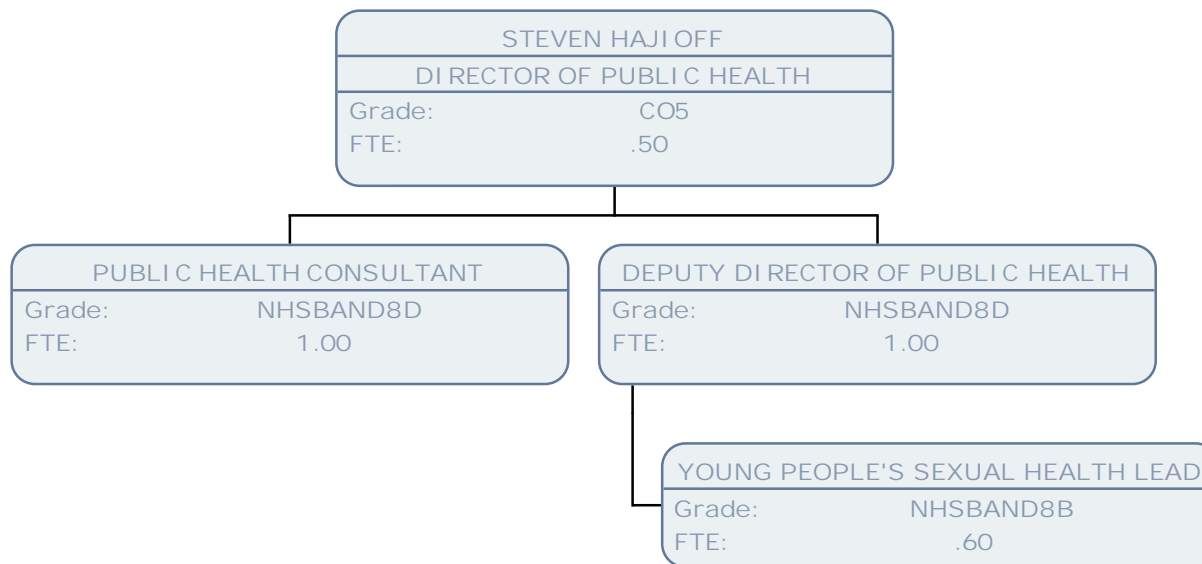 STEVEN HAJIOFF
DIRECTOR OF PUBLIC HEALTH
Grade: CO5
FTE: .50
PUBLIC HEALTH CONSULTANT
Grade: NHSBAND8D
FTE: 1.00
DEPUTY DIRECTOR OF PUBLIC HEALTH
Grade: NHSBAND8D
FTE: 1.00
YOUNG PEOPLE'S SEXUAL HEALTH LEAD
Grade: NHSBAND8B
FTE: .60